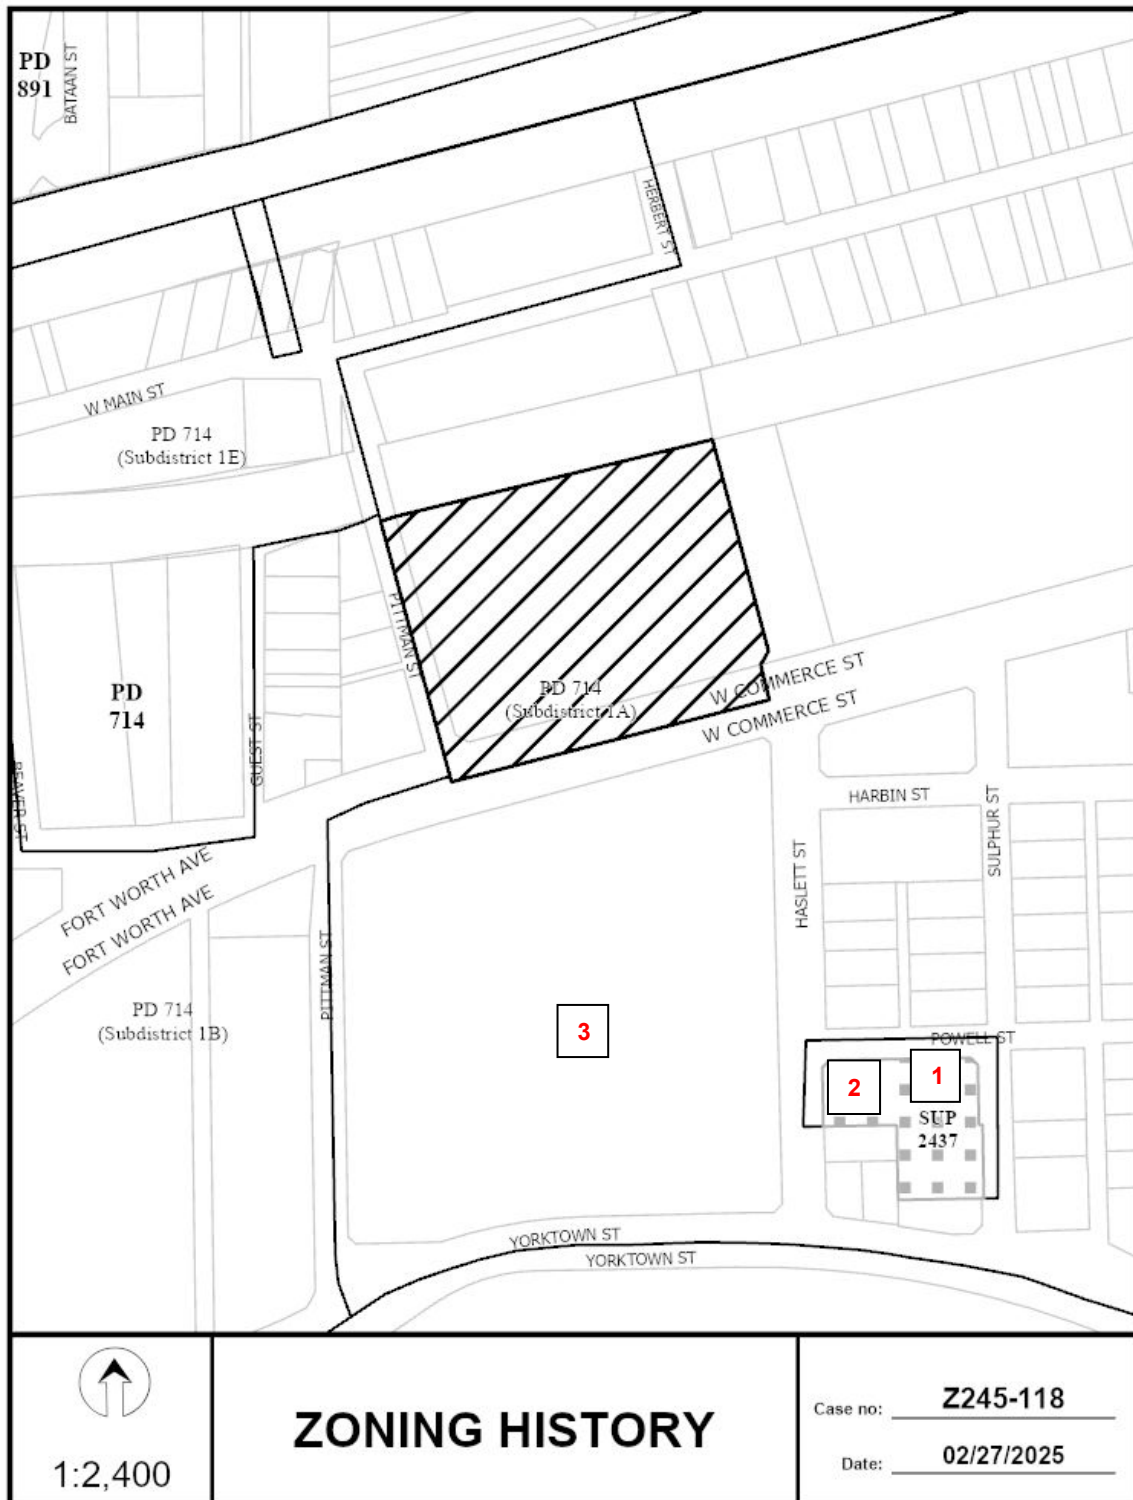 PD
891
BATAAN ST
HERBERT ST
W MAIN ST
PD 714
(Subdistrict 1E)
PITTMAN ST
PD
714
GUEST ST
BEAVER ST
PD 714
(Subdistrict 1A)
W COMMERCE ST
W COMMERCE ST
HARBIN ST
SULPHUR ST
HASLETT ST
FORT WORTH AVE
FORT WORTH AVE
PITTMAN ST
PD 714
(Subdistrict 1B)
3
POWELL ST
2
1
SUP
2437
YORKTOWN ST
YORKTOWN ST
1:2,400
ZONING HISTORY
Case no: Z245-118
Date: 02/27/2025